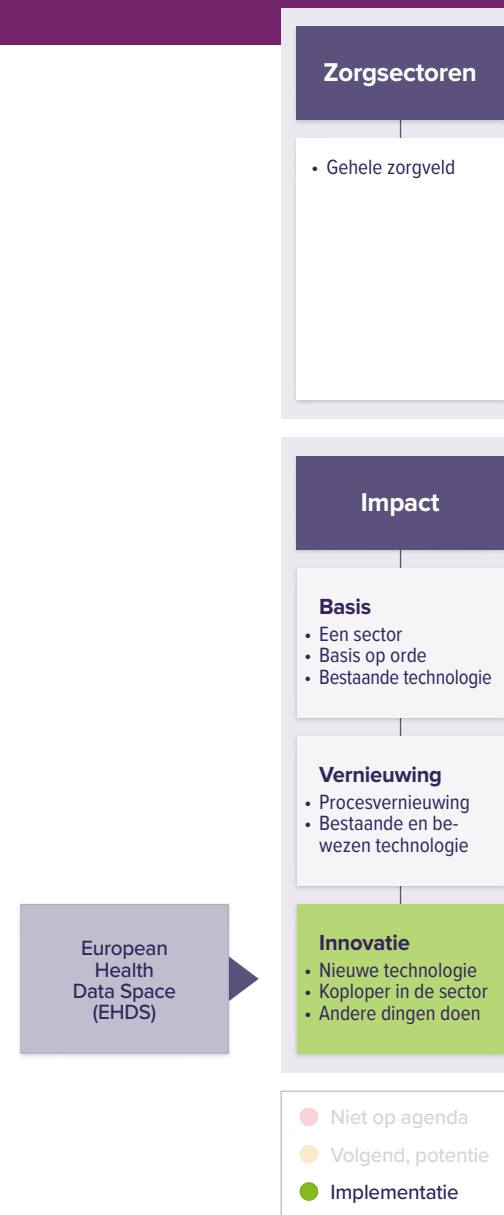 Zorgsectoren
• Gehele zorgveld
Impact
Basis
• Een sector
• Basis op orde
• Bestaande technologie
Vernieuwing
• Procesvernieuwing
• Bestaande en be-
wezen technologie
European
Health
Data Space
(EHDS)
Innovatie
• Nieuwe technologie
• Koploper in de sector
• Andere dingen doen
Niet op agenda
Volgend, potentie
Implementatie